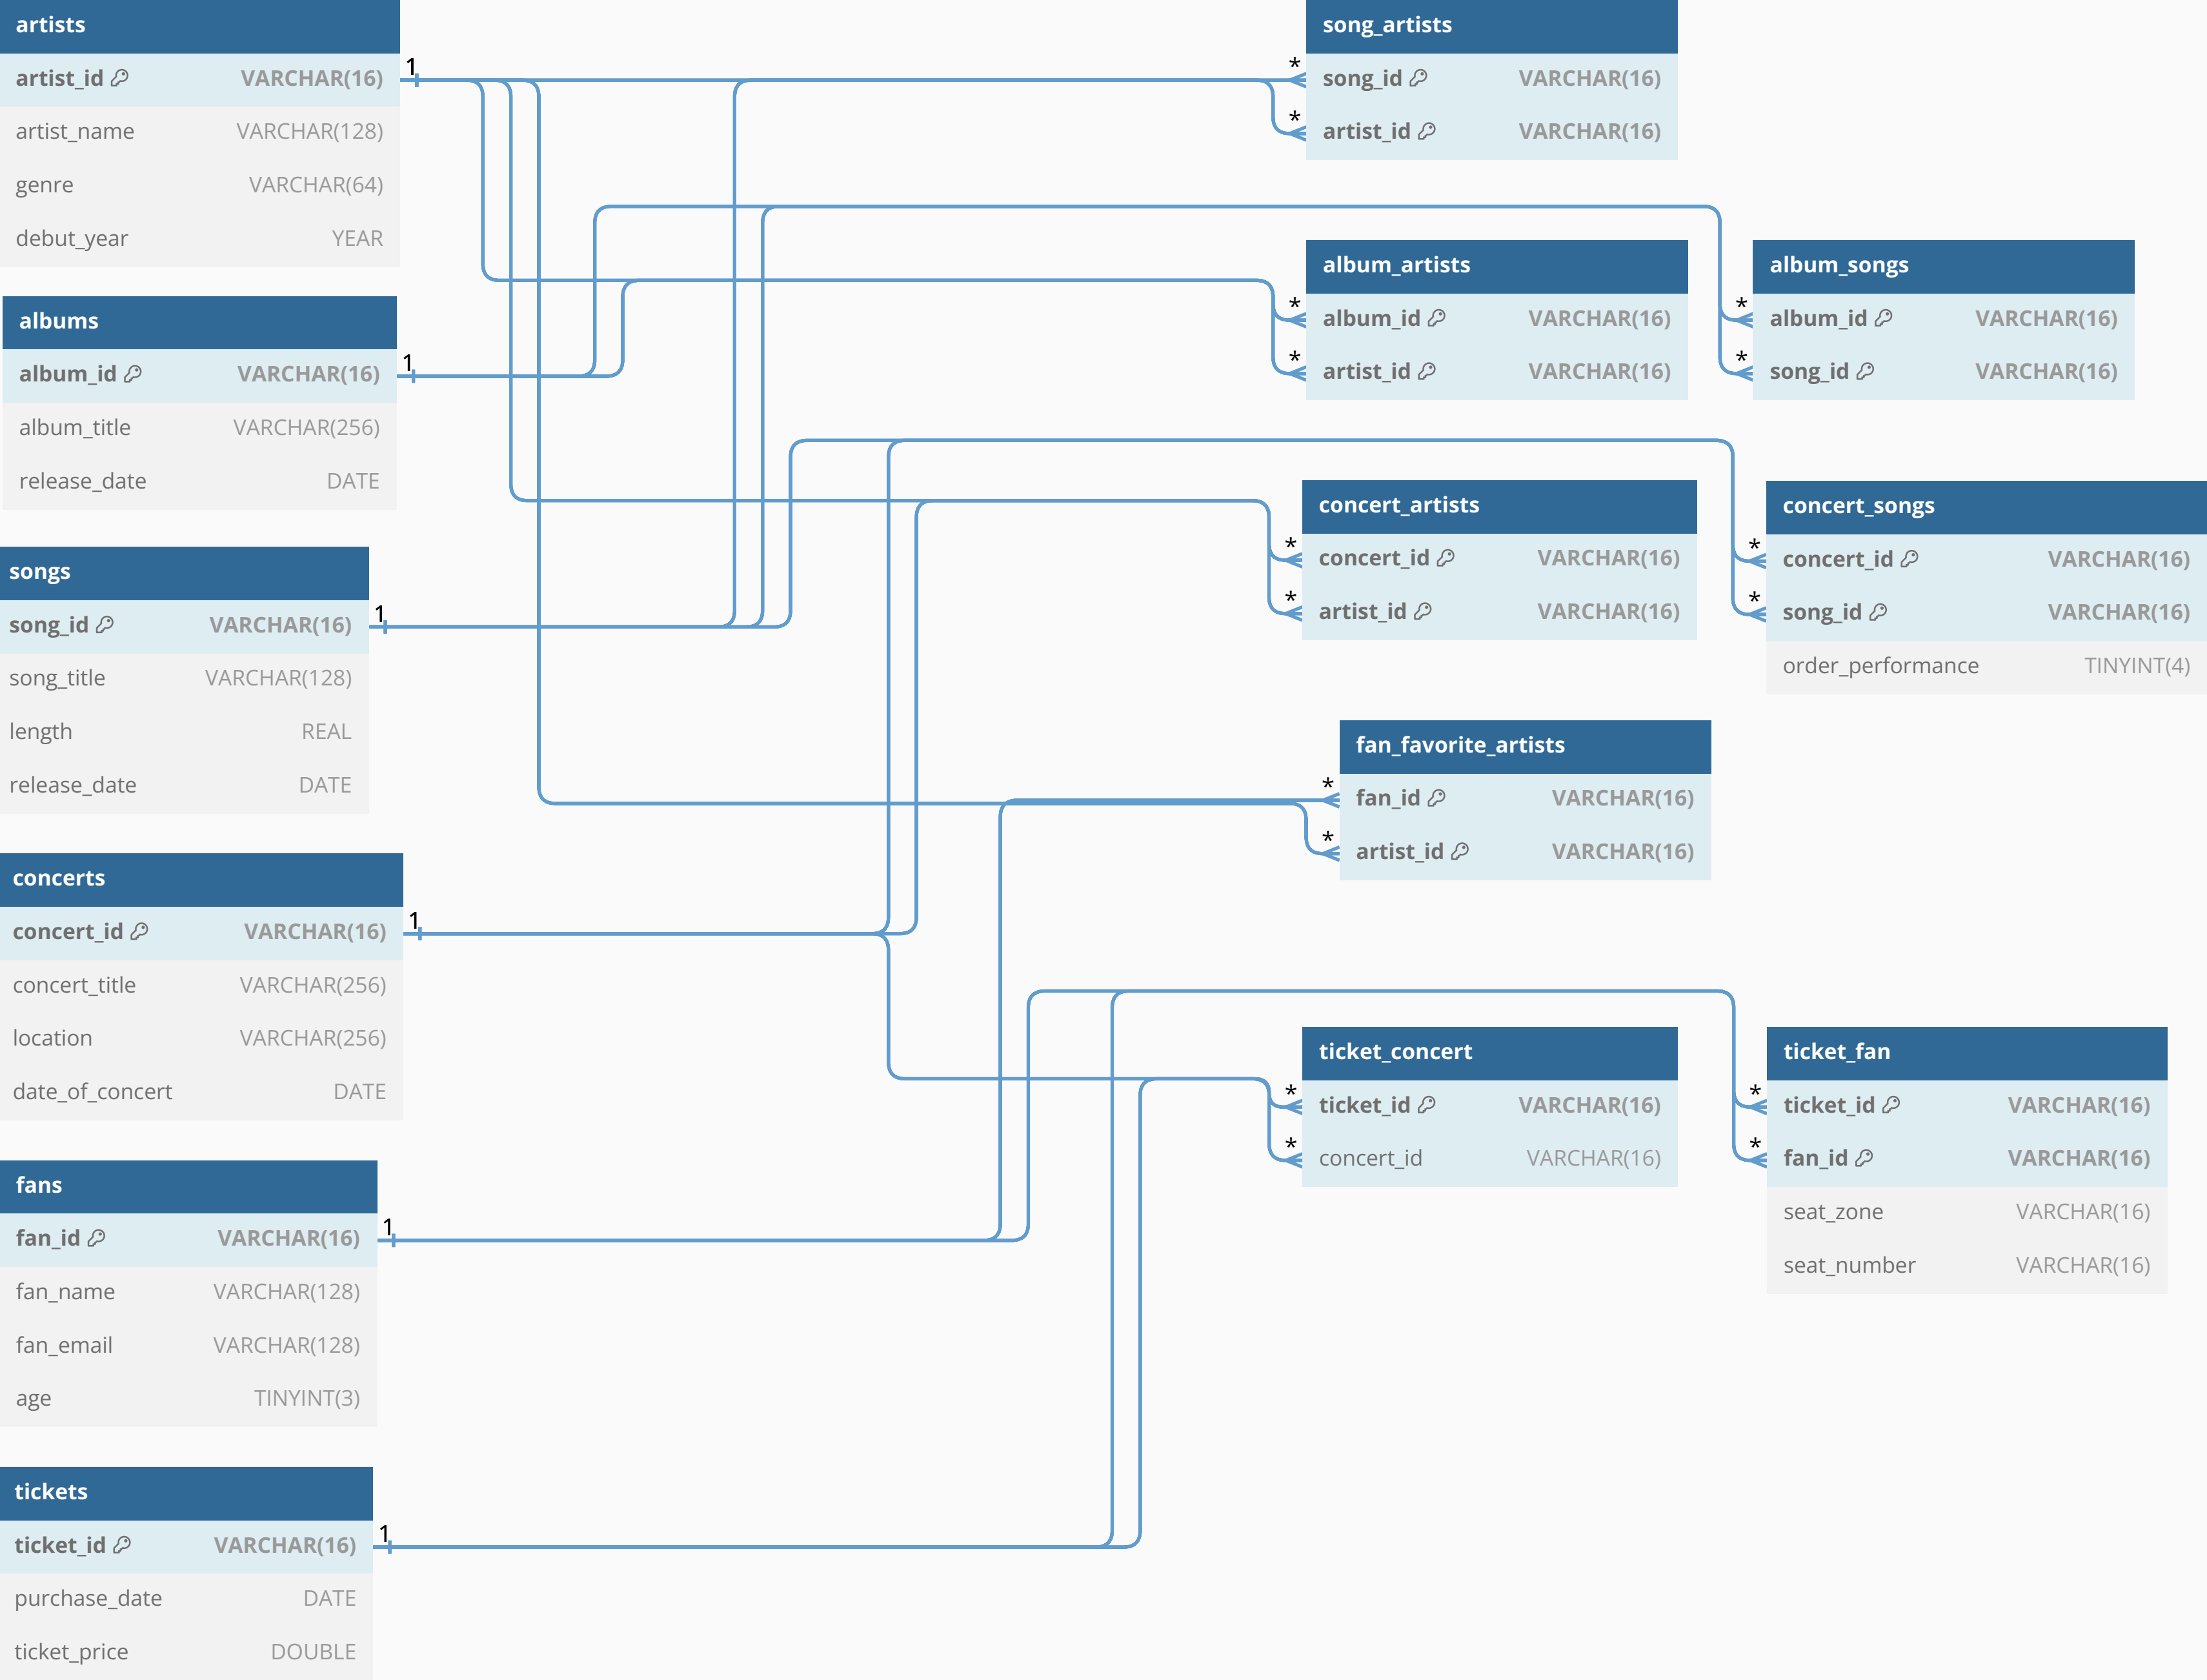 artists
artist_id VARCHAR(16)
artist_name VARCHAR(128)
genre VARCHAR(64)
debut_year YEAR
1
albums
album_id VARCHAR(16)
album_title VARCHAR(256)
release_date DATE
1
songs
song_id VARCHAR(16)
song_title VARCHAR(128)
length REAL
release_date DATE
1
concerts
concert_id VARCHAR(16)
concert_title VARCHAR(256)
location VARCHAR(256)
date_of_concert DATE
1
fans
fan_id VARCHAR(16)
fan_name VARCHAR(128)
fan_email VARCHAR(128)
age TINYINT(3)
1
tickets
ticket_id VARCHAR(16)
purchase_date DATE
ticket_price DOUBLE
1
song_artists
* song_id VARCHAR(16)
* artist_id VARCHAR(16)
album_artists
* album_id VARCHAR(16)
* artist_id VARCHAR(16)
album_songs
* album_id VARCHAR(16)
* song_id VARCHAR(16)
concert_artists
* concert_id VARCHAR(16)
* artist_id VARCHAR(16)
concert_songs
* concert_id VARCHAR(16)
* song_id VARCHAR(16)
order_performance TINYINT(4)
fan_favorite_artists
* fan_id VARCHAR(16)
* artist_id VARCHAR(16)
ticket_concert
* ticket_id VARCHAR(16)
* concert_id VARCHAR(16)
ticket_fan
* ticket_id VARCHAR(16)
* fan_id VARCHAR(16)
seat_zone VARCHAR(16)
seat_number VARCHAR(16)